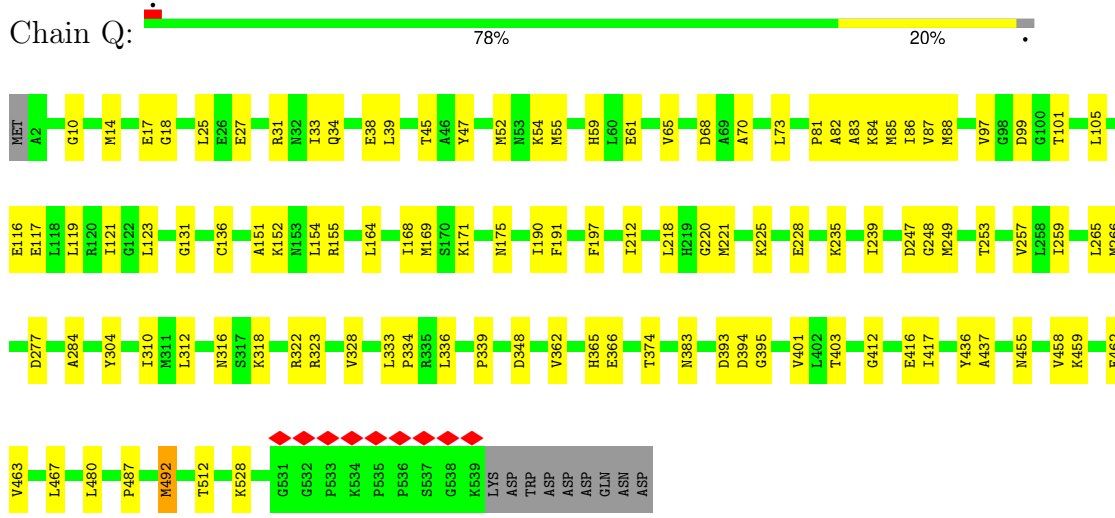 Chain Q:
78% 20%
MET A2 G10 M14 E17 G18 L25 E26 E27 R31 N32 I33 Q34 E38 L39 T45 A46 Y47 M52 N53 K54 M55 H59 L60 E61 V65 D68 A69 A70 L73 P81 A82 A83 K84 M85 I86 V87 M88 V97 G98 D99 G100 T101 L105
E116 E117 L118 L119 R120 I121 G122 L123 G131 C136 A151 K152 N153 L154 R155 L164 I168 M169 S170 K171 N175 I190 F191 F197 I212 L218 H219 G220 M221 K225 E228 K235 I239 D247 G248 M249 T253 V257 L258 I259 L265 M266
D277 A284 Y304 I310 M311 L312 N316 S317 K318 R322 R323 V328 L333 P334 R335 L336 P339 D348 V362 H365 E366 T374 N383 D393 D394 G395 V401 L402 T403 G412 E416 I417 Y436 A437 N455 V458 K459
V463 L467 L480 P487 M492 T512 K528 G531 G532 P533 K534 P535 P536 S537 G538 K539 LYS ASP TRP ASP ASP ASP GLN ASN ASP